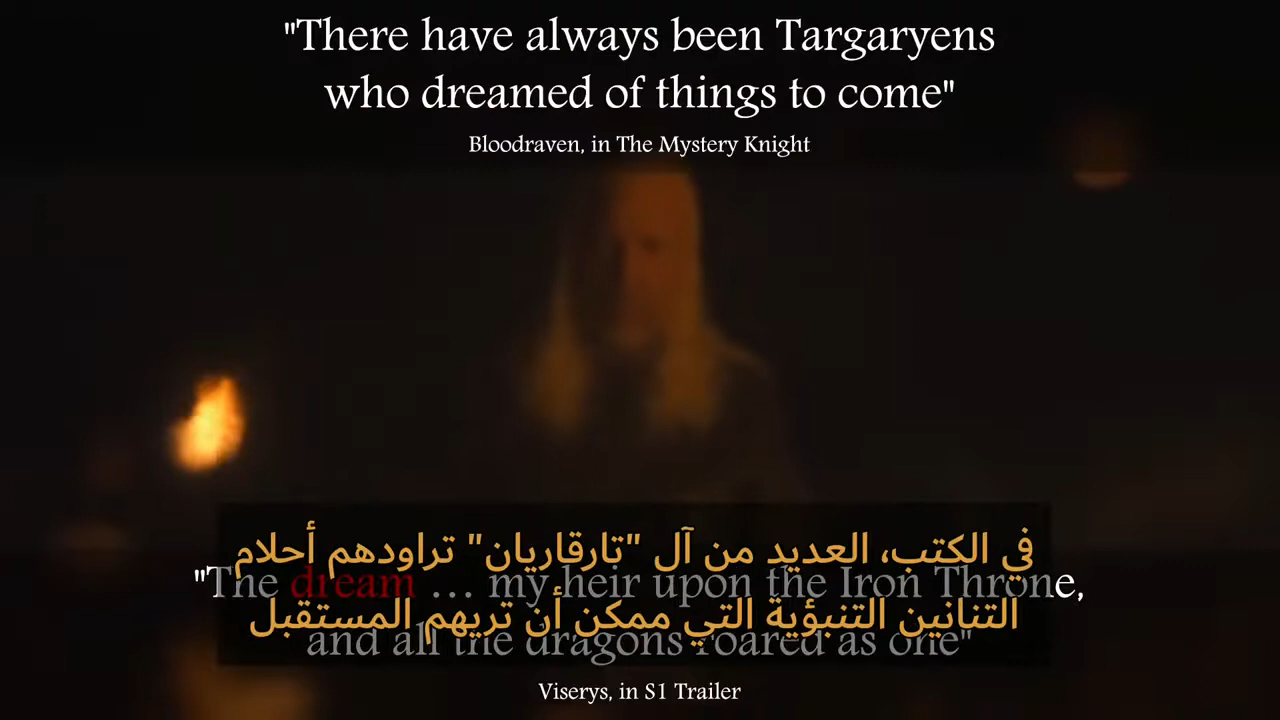 "There have always been Targaryens
who dreamed of things to come"
Bloodraven, in The Mystery Knight
في الكتب، العديد من آل "تارقاريان" تراودهم أحلام
"The dream ... my heir upon the Iron Throne,
التنانين التنبؤية التي ممكن أن تريهم المستقبل
and all the dragons roared as one"
Viserys, in S1 Trailer